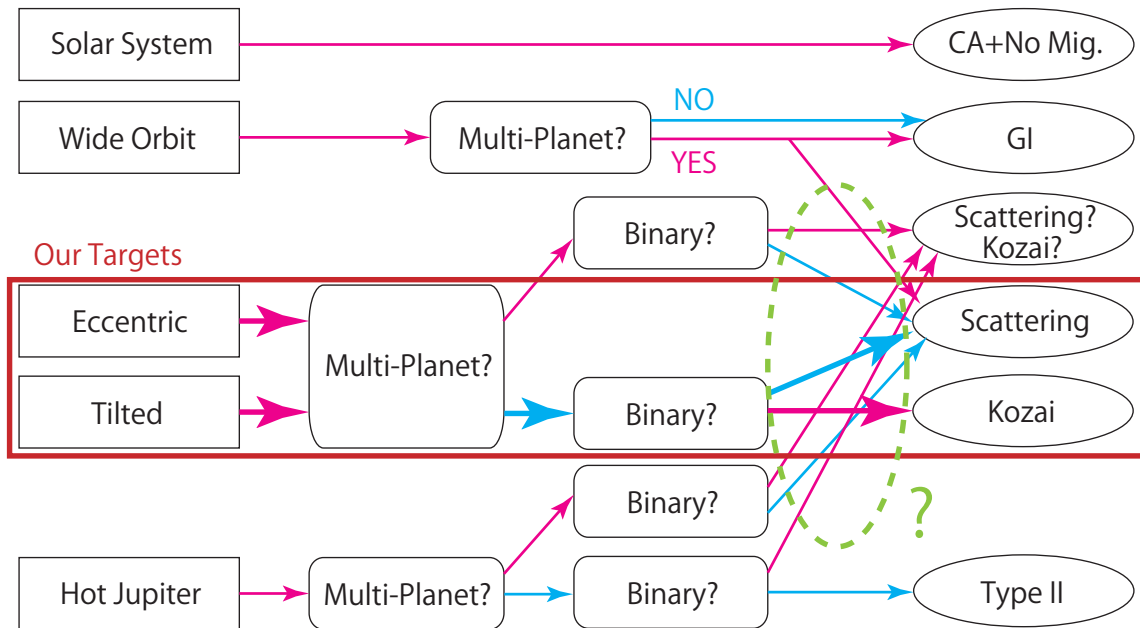 Solar System
CA+No Mig.
NO
Wide Orbit
Multi-Planet?
GI
YES
Binary?
Scattering?
Kozai?
Our Targets
Eccentric
Scattering
Multi-Planet?
Tilted
Binary?
Kozai
Binary?
?
Hot Jupiter
Multi-Planet?
Binary?
Type II